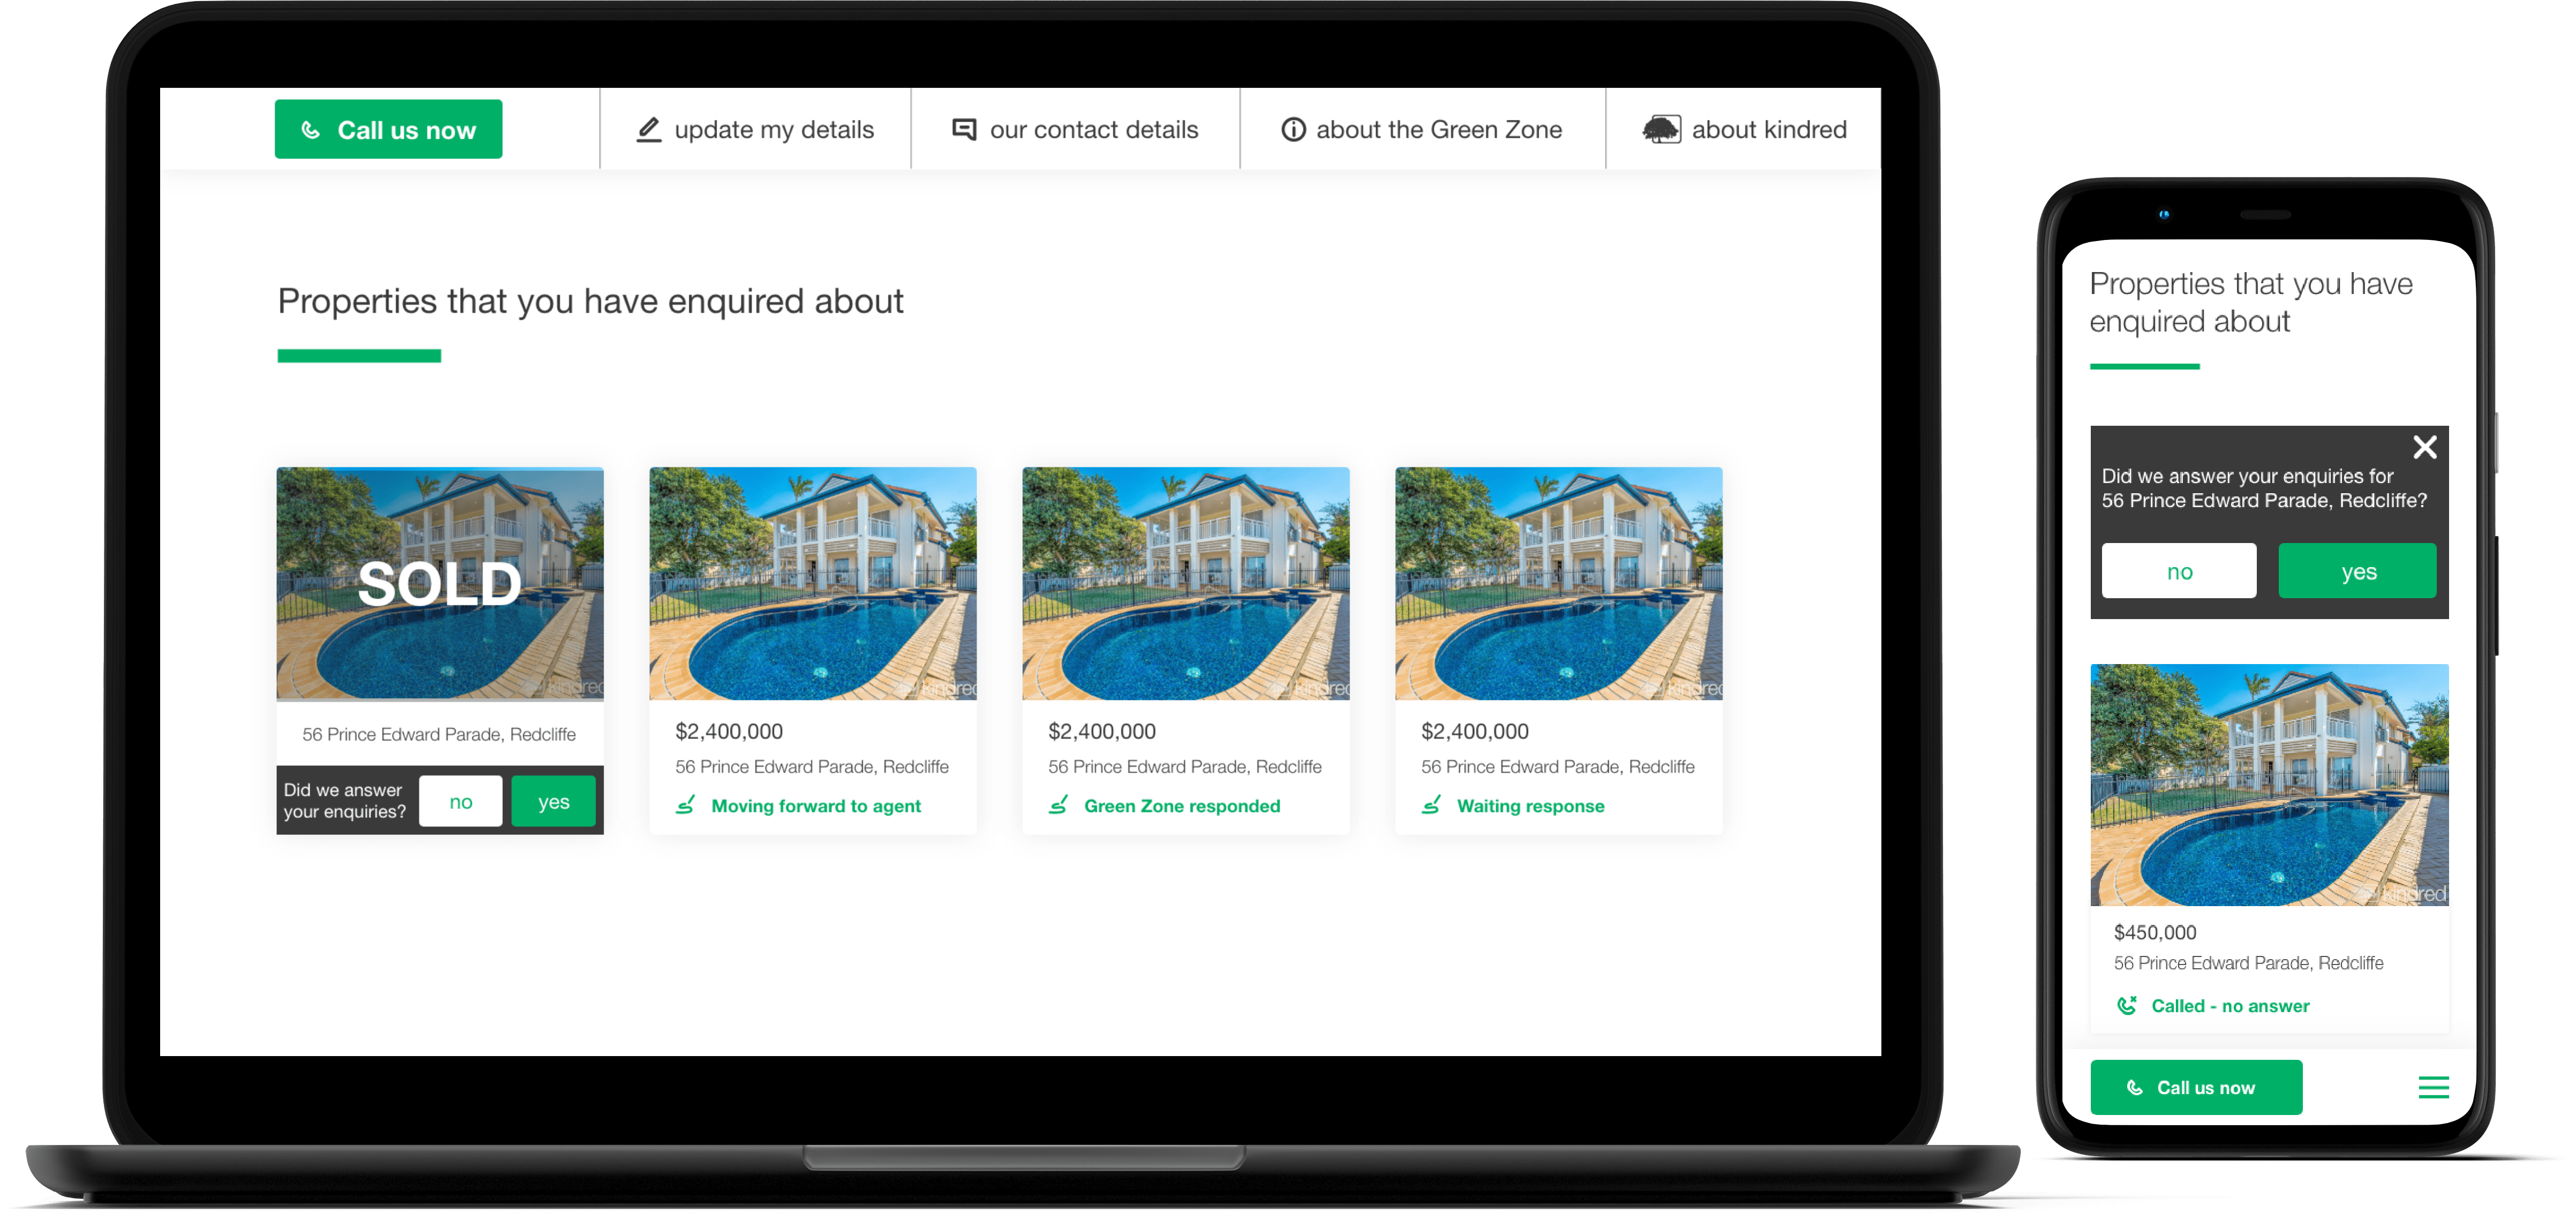 Call us now
update my details
our contact details
about the Green Zone
about kindred
Properties that you have enquired about
SOLD
kindred
56 Prince Edward Parade, Redcliffe
Did we answer
your enquiries?
no
yes
kindred
$2,400,000
56 Prince Edward Parade, Redcliffe
Moving forward to agent
kindred
$2,400,000
56 Prince Edward Parade, Redcliffe
Green Zone responded
kindred
$2,400,000
56 Prince Edward Parade, Redcliffe
Waiting response
Properties that you have
enquired about
Did we answer your enquiries for
56 Prince Edward Parade, Redcliffe?
no
yes
kindred
$450,000
56 Prince Edward Parade, Redcliffe
Called - no answer
Call us now